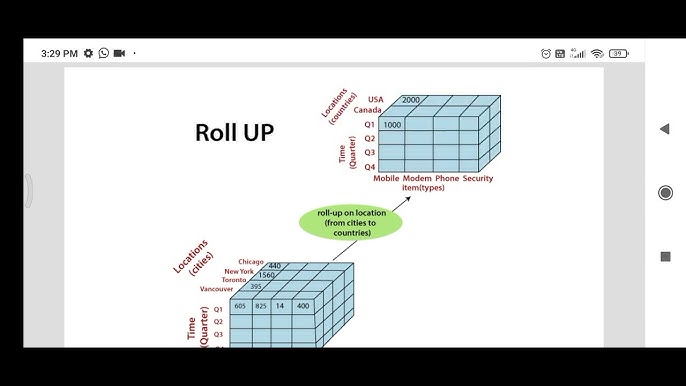 3:29 PM
4G
39
Roll UP
Locations
(countries)
USA
Canada
2000
Time
(Quarter)
Q1
1000
Q2
Q3
Q4
Mobile Modem Phone Security
item(types)
roll-up on location
(from cities to
countries)
Locations
(cities)
Chicago
440
New York
1560
Toronto
395
Vancouver
Time
(Quarter)
Q1
605 825 14 400
Q2
Q3